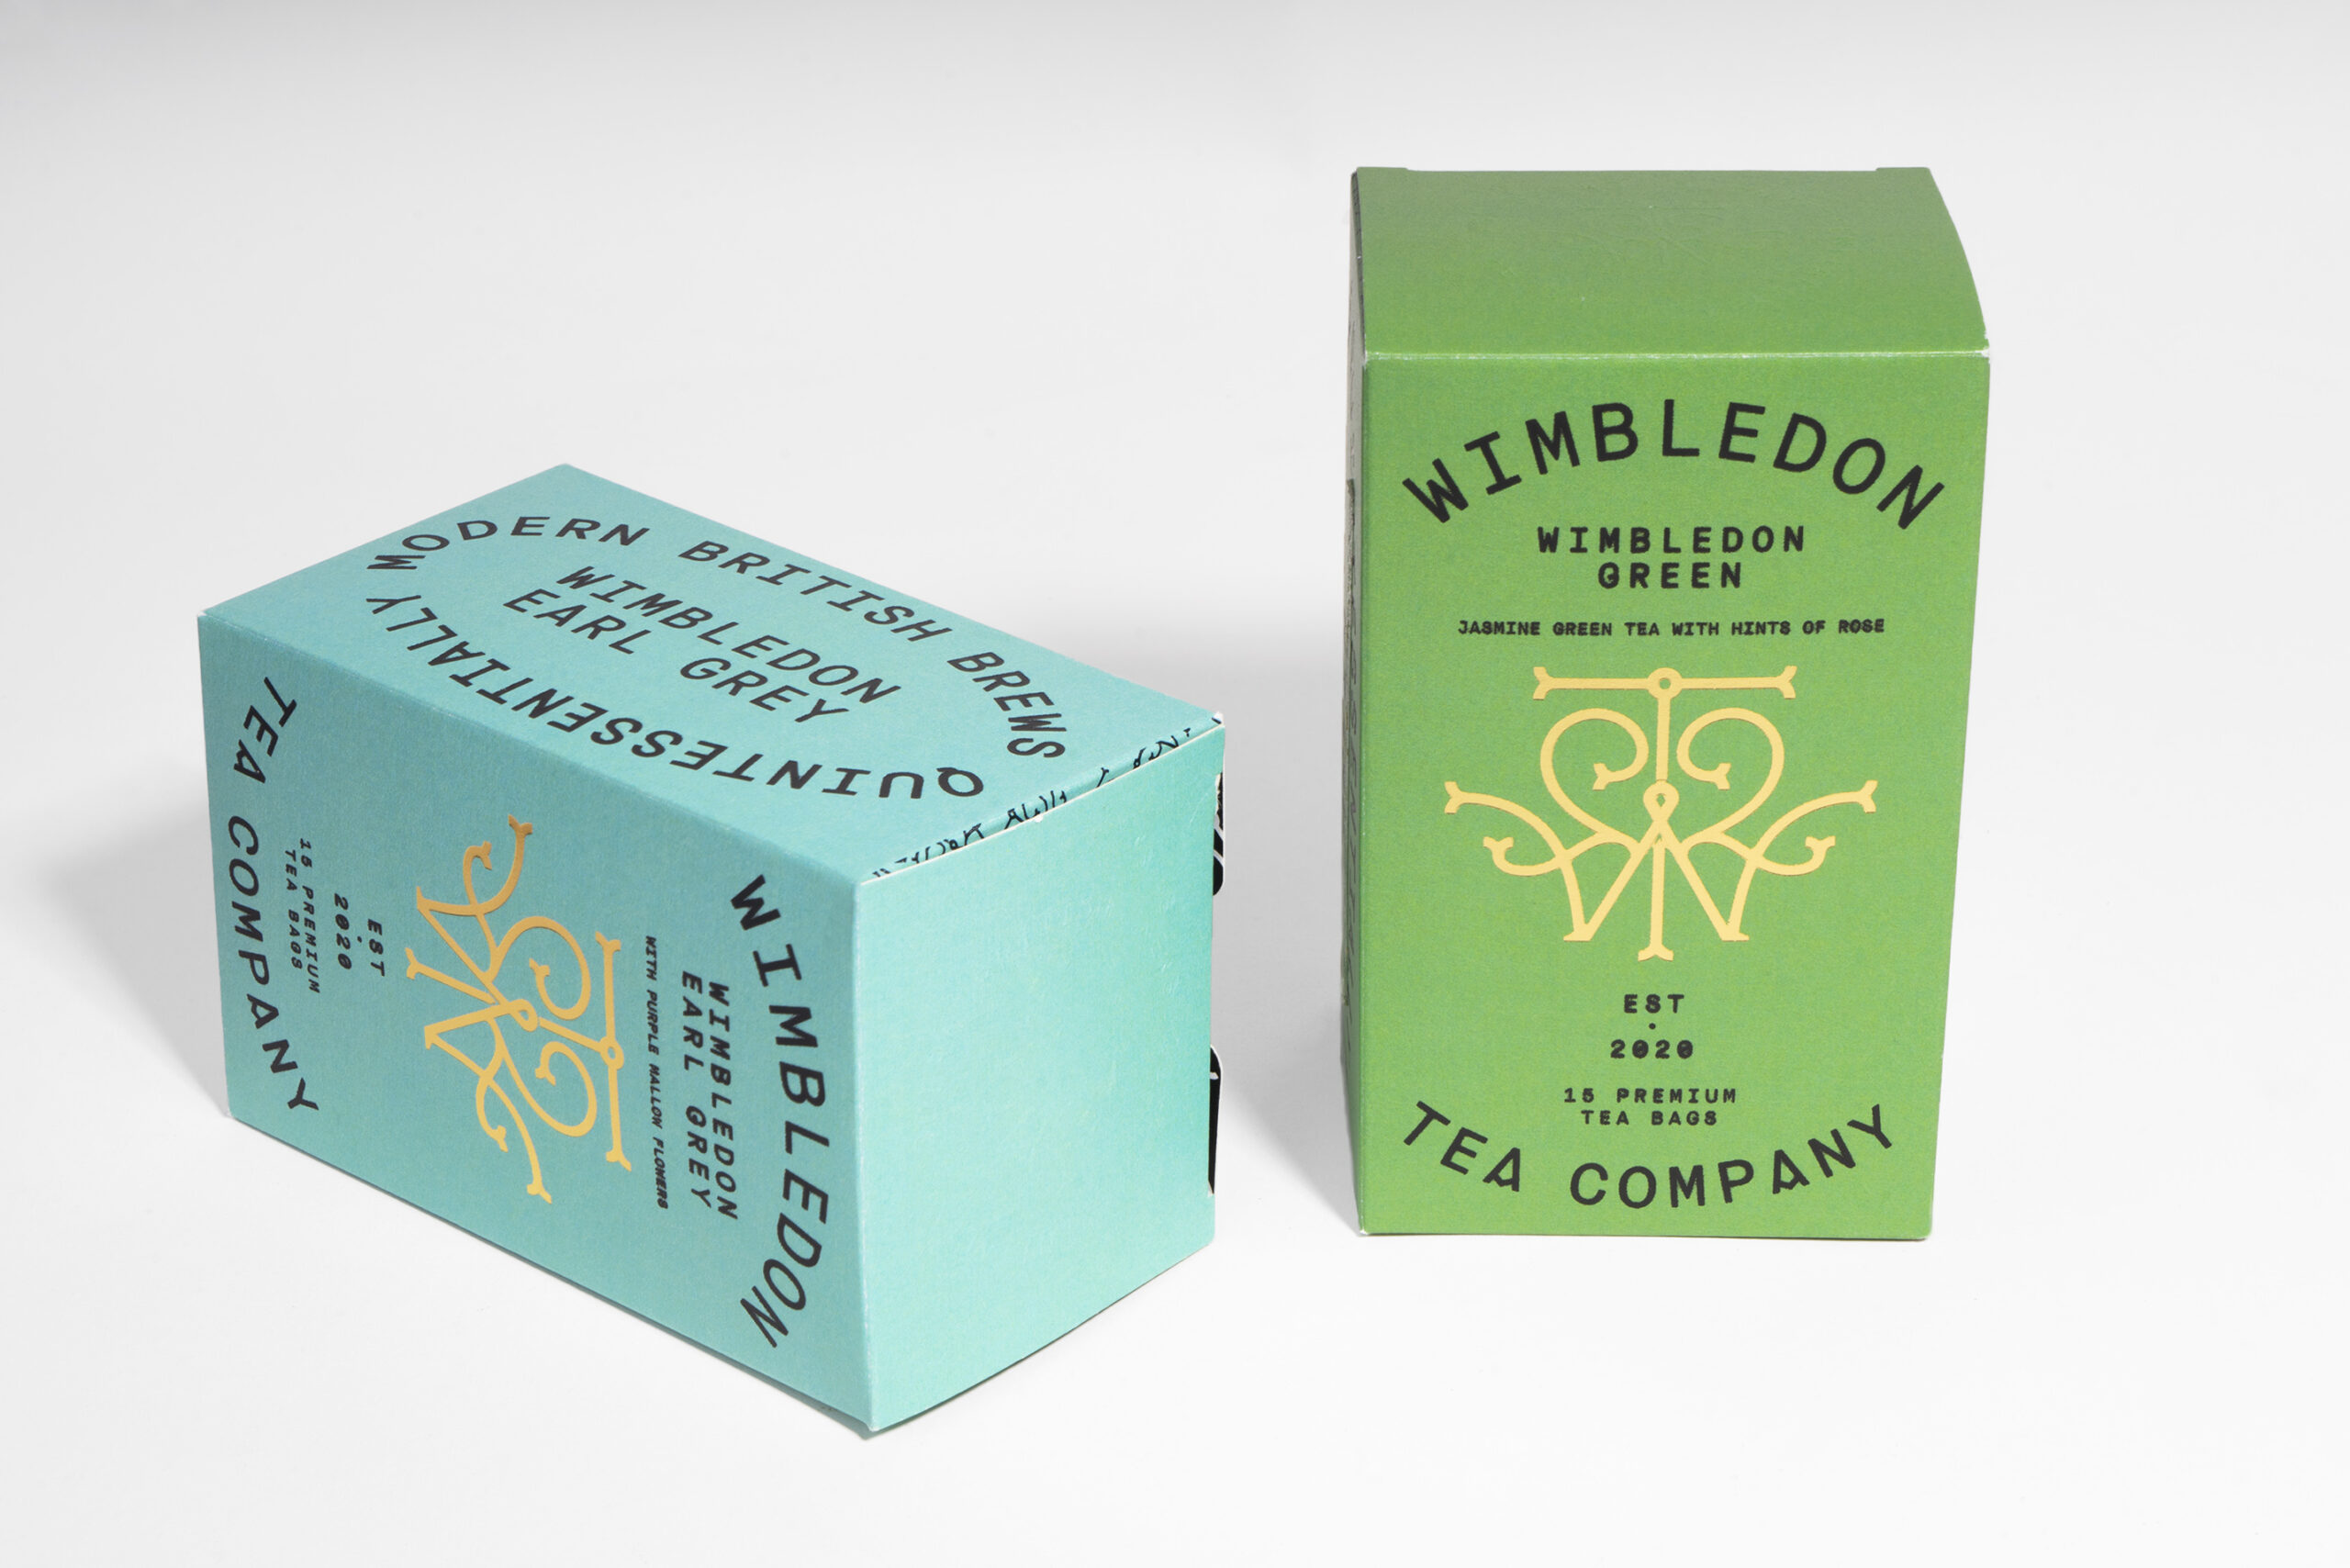 MODERN BRITISH BREWS
WIMBLEDON
EARL GREY
QUINTESSENTIALLY
WIMBLEDON
WIMBLEDON
EARL GREY
WITH PURPLE MALLOW FLOWERS
EST
·
2020
15 PREMIUM
TEA BAGS
TEA COMPANY
WIMBLEDON
WIMBLEDON
GREEN
JASMINE GREEN TEA WITH HINTS OF ROSE
EST
·
2020
15 PREMIUM
TEA BAGS
TEA COMPANY